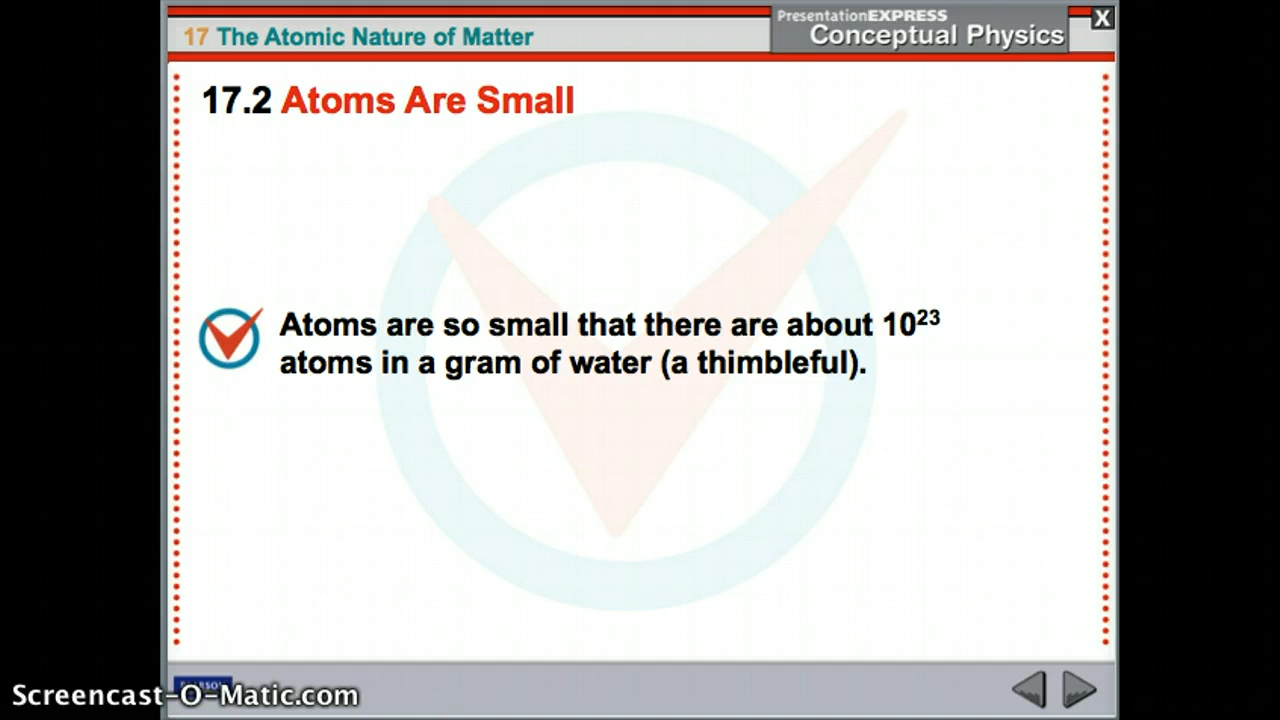 17 The Atomic Nature of Matter
PresentationEXPRESS
Conceptual Physics
X
17.2 Atoms Are Small
Atoms are so small that there are about 10²³
atoms in a gram of water (a thimbleful).
PEARSON
Screencast-O-Matic.com